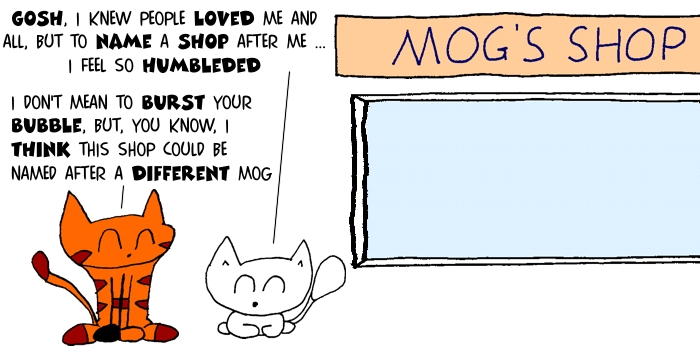 GOSH, I KNEW PEOPLE LOVED ME AND
ALL, BUT TO NAME A SHOP AFTER ME ...
I FEEL SO HUMBLEDED
I DON'T MEAN TO BURST YOUR
BUBBLE, BUT, YOU KNOW, I
THINK THIS SHOP COULD BE
NAMED AFTER A DIFFERENT MOG
MOG'S SHOP